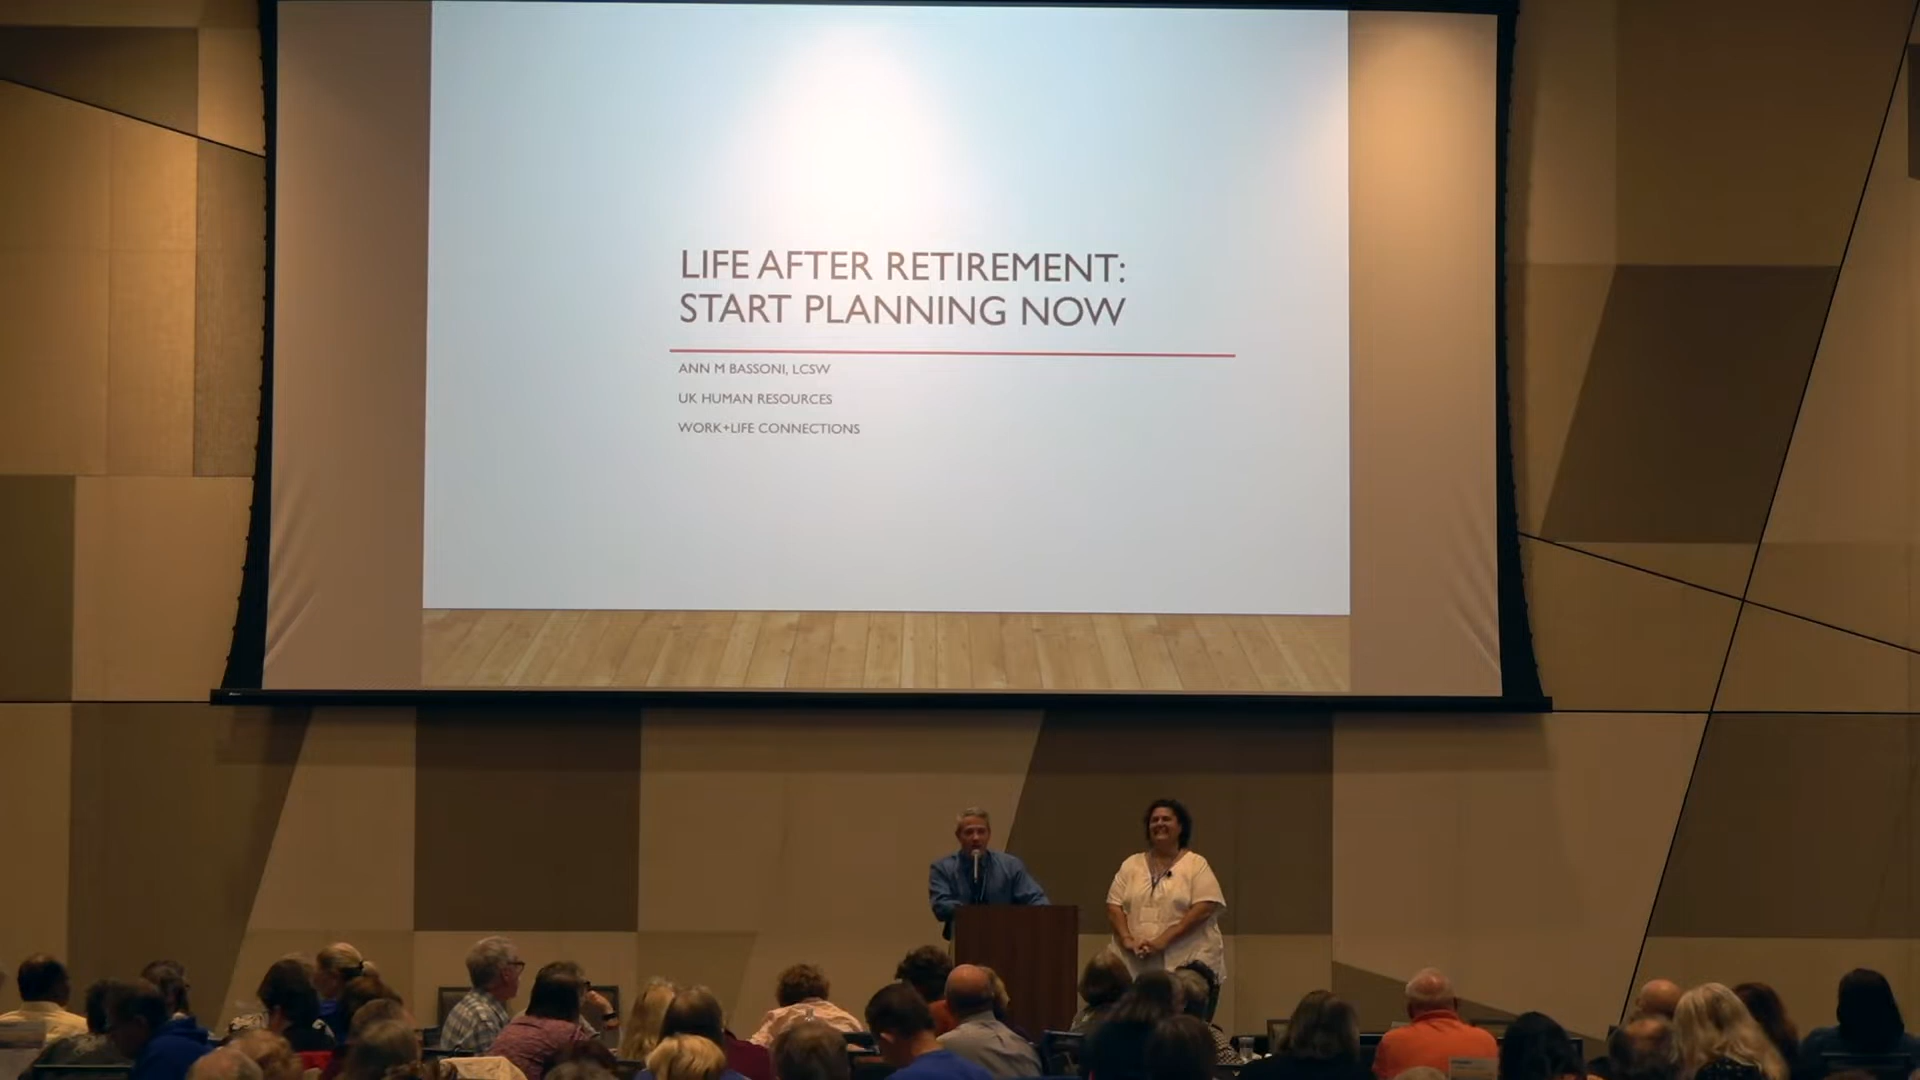 LIFE AFTER RETIREMENT:
START PLANNING NOW
ANN M BASSONI, LCSW
UK HUMAN RESOURCES
WORK+LIFE CONNECTIONS